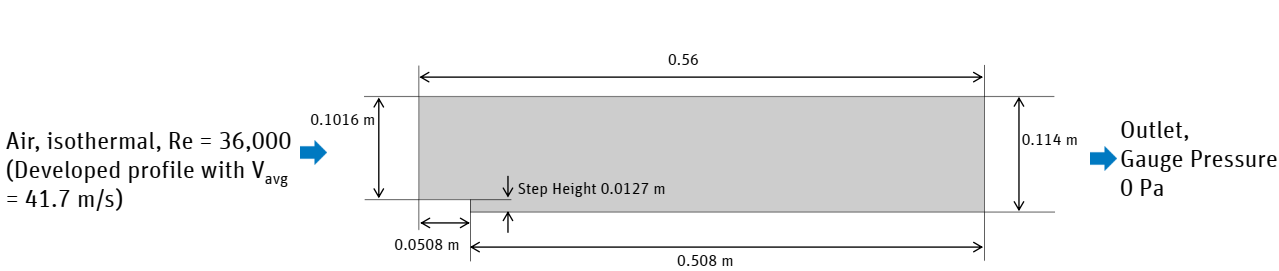 0.56
0.1016 m
Air, isothermal, Re = 36,000
(Developed profile with Vavg
= 41.7 m/s)
Step Height 0.0127 m
0.114 m
Outlet,
Gauge Pressure
0 Pa
0.0508 m
0.508 m